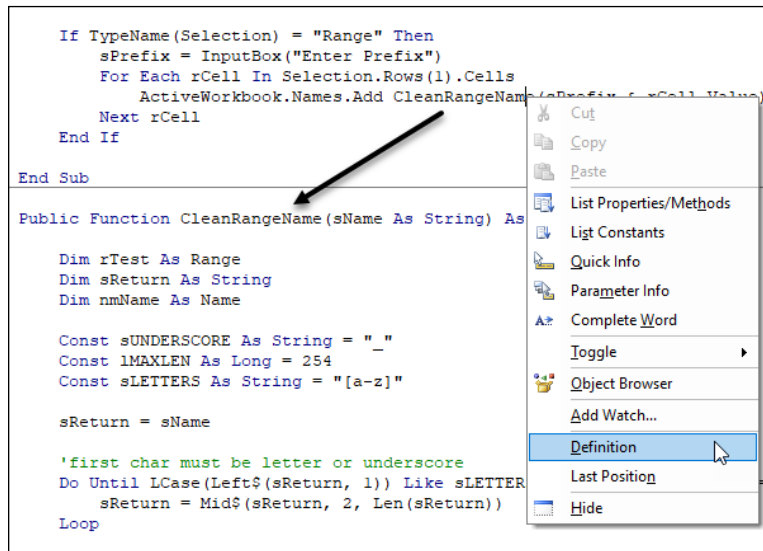 If TypeName(Selection) = "Range" Then
sPrefix = InputBox("Enter Prefix")
For Each rCell In Selection.Rows(1).Cells
ActiveWorkbook.Names.Add CleanRangeName(sPrefix & rCell.Value)
Next rCell
End If
End Sub
Public Function CleanRangeName(sName As String) As
Dim rTest As Range
Dim sReturn As String
Dim nmName As Name
Const sUNDERSCORE As String = "_"
Const lMAXLEN As Long = 254
Const sLETTERS As String = "[a-z]"
sReturn = sName
'first char must be letter or underscore
Do Until LCase(Left$(sReturn, 1)) Like sLETTER
sReturn = Mid$(sReturn, 2, Len(sReturn))
Loop
Cut
Copy
Paste
List Properties/Methods
List Constants
Quick Info
Parameter Info
Complete Word
Toggle
Object Browser
Add Watch...
Definition
Last Position
Hide